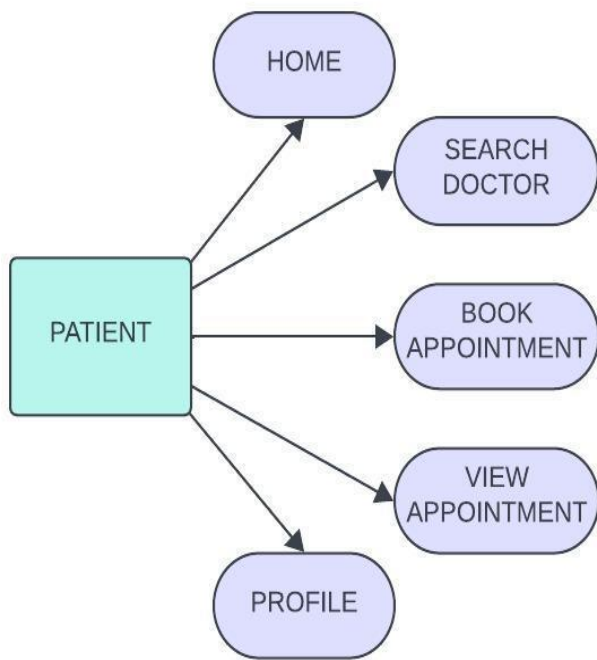 HOME
SEARCH
DOCTOR
PATIENT
BOOK
APPOINTMENT
VIEW
APPOINTMENT
PROFILE